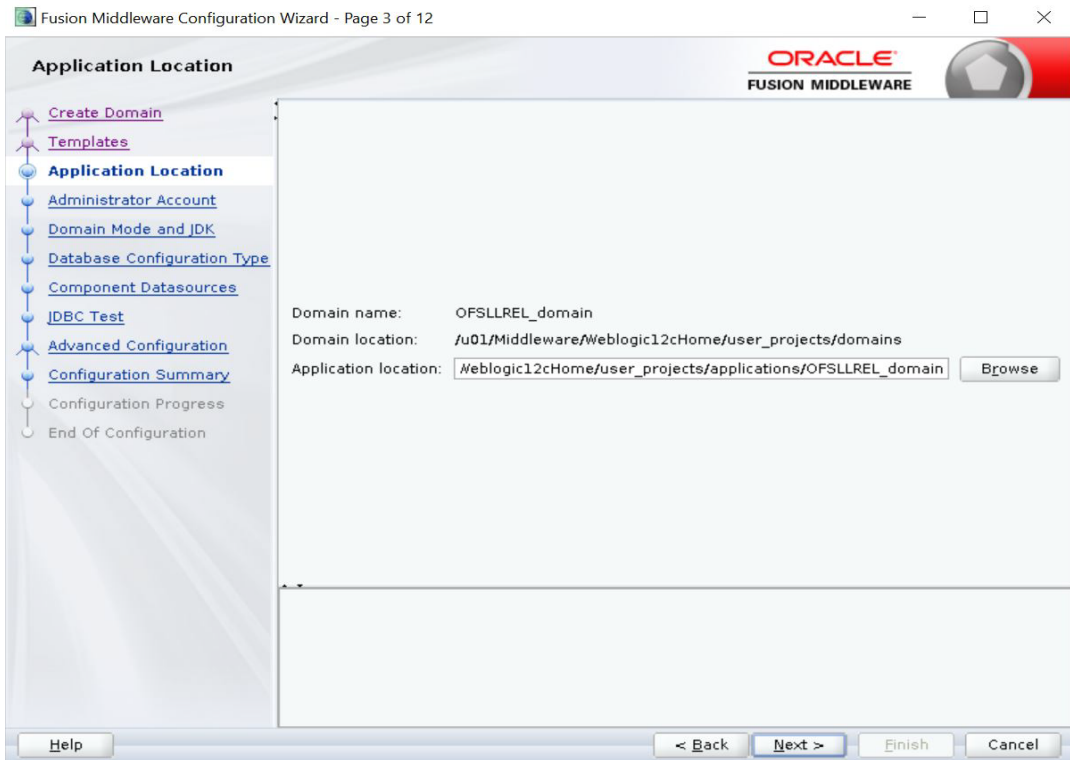 Fusion Middleware Configuration Wizard - Page 3 of 12
Application Location
ORACLE
FUSION MIDDLEWARE
Create Domain
Templates
Application Location
Administrator Account
Domain Mode and JDK
Database Configuration Type
Component Datasources
JDBC Test
Advanced Configuration
Configuration Summary
Configuration Progress
End Of Configuration
Domain name: OFSLLREL_domain
Domain location: /u01/Middleware/Weblogic12cHome/user_projects/domains
Application location: Weblogic12cHome/user_projects/applications/OFSLLREL_domain Browse
Help < Back Next > Finish Cancel